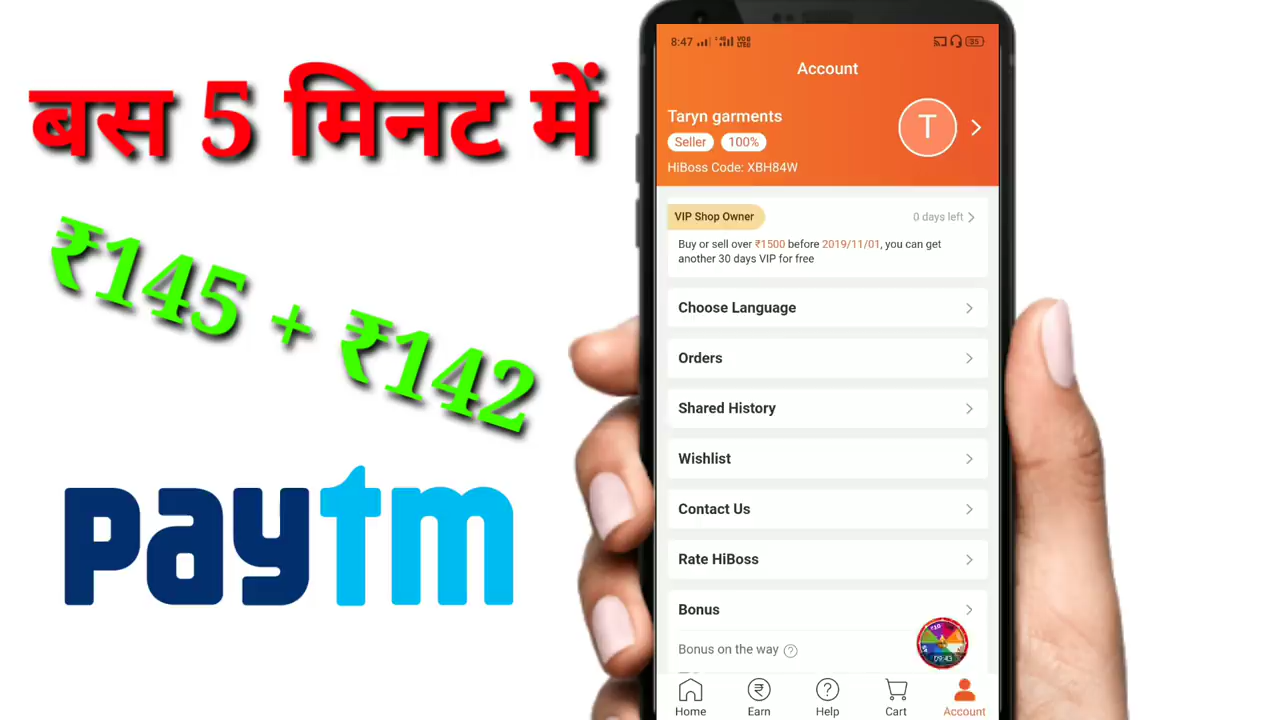 बस 5 मिनट में
₹145 + ₹142
paytm
8:47
Account
Taryn garments
Seller 100%
HiBoss Code: XBH84W
T
VIP Shop Owner
0 days left
Buy or sell over ₹1500 before 2019/11/01, you can get
another 30 days VIP for free
Choose Language
Orders
Shared History
Wishlist
Contact Us
Rate HiBoss
Bonus
Bonus on the way ?
09:43
Home Earn Help Cart Account